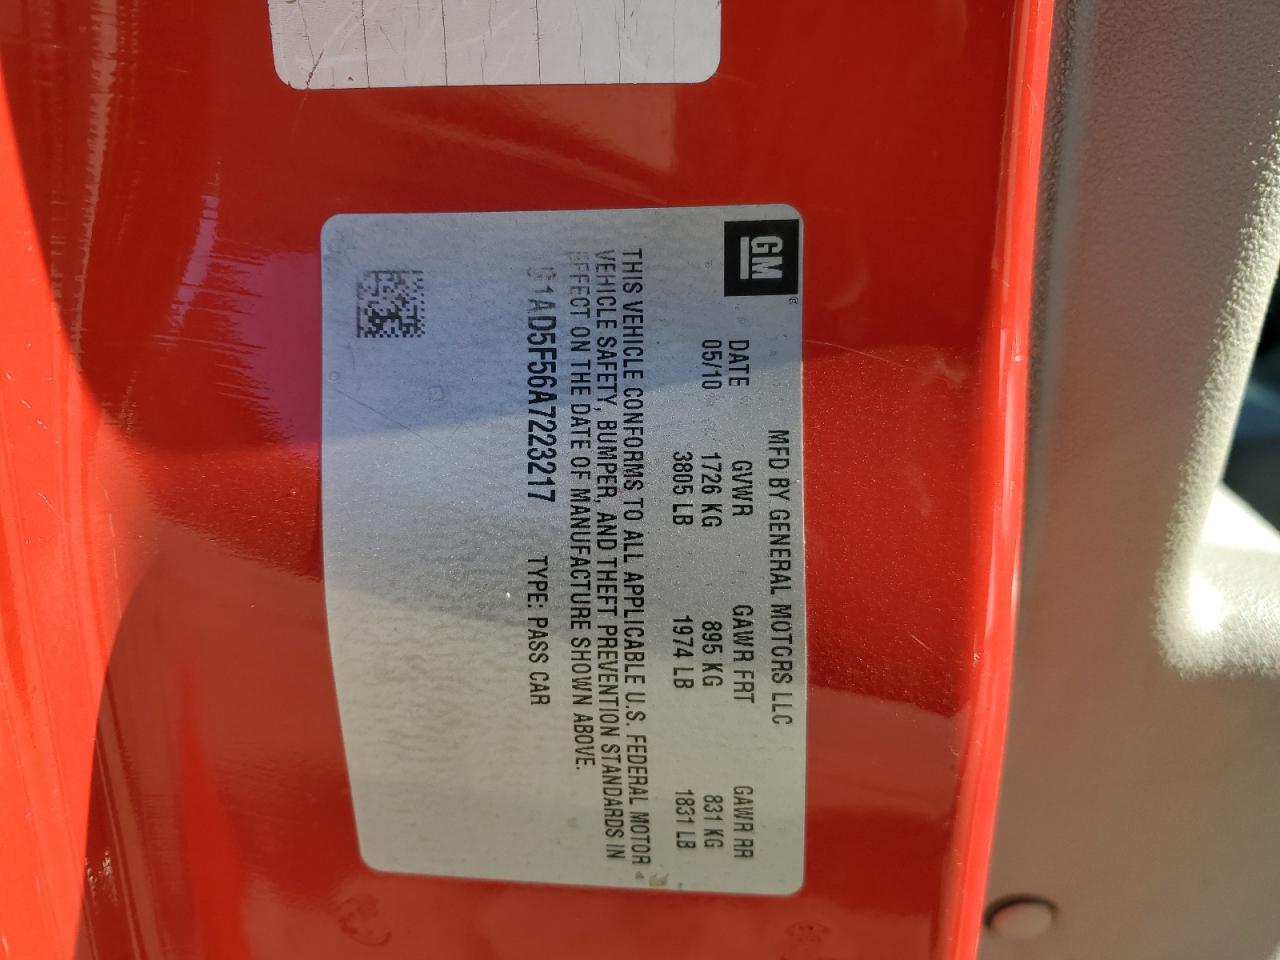 GM
MFD BY GENERAL MOTORS LLC
DATE GVWR GAWR FRT GAWR RR
05/10 1726 KG 895 KG 831 KG
3805 LB 1974 LB 1831 LB
THIS VEHICLE CONFORMS TO ALL APPLICABLE U.S. FEDERAL MOTOR
VEHICLE SAFETY, BUMPER, AND THEFT PREVENTION STANDARDS IN
EFFECT ON THE DATE OF MANUFACTURE SHOWN ABOVE.
G1AD5F56A7223217 TYPE: PASS CAR